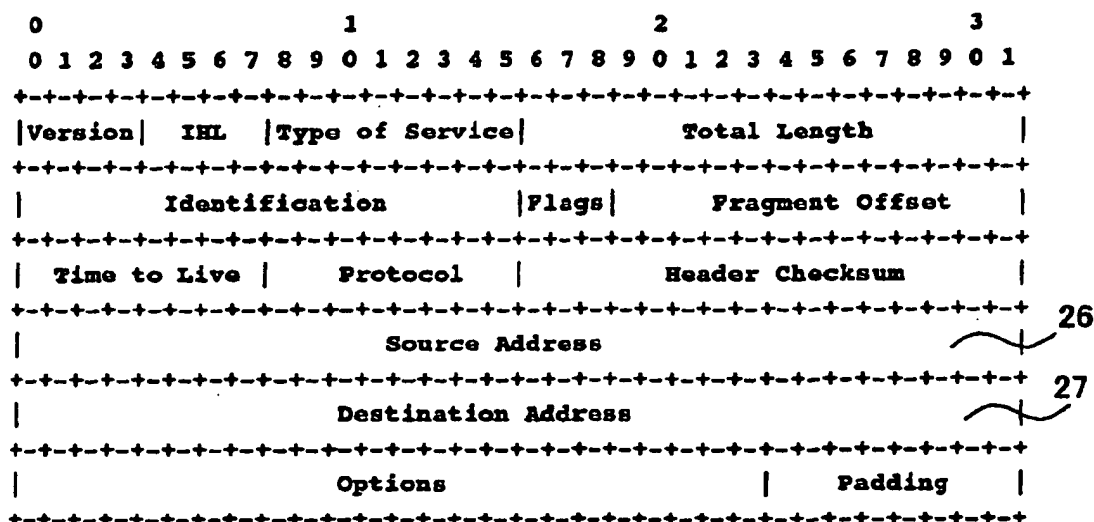 0 1 2 3
0 1 2 3 4 5 6 7 8 9 0 1 2 3 4 5 6 7 8 9 0 1 2 3 4 5 6 7 8 9 0 1
+-+-+-+-+-+-+-+-+-+-+-+-+-+-+-+-+-+-+-+-+-+-+-+-+-+-+-+-+-+-+-+-+
|Version| IHL |Type of Service| Total Length |
+-+-+-+-+-+-+-+-+-+-+-+-+-+-+-+-+-+-+-+-+-+-+-+-+-+-+-+-+-+-+-+-+
| Identification |Flags| Fragment Offset |
+-+-+-+-+-+-+-+-+-+-+-+-+-+-+-+-+-+-+-+-+-+-+-+-+-+-+-+-+-+-+-+-+
| Time to Live | Protocol | Header Checksum |
+-+-+-+-+-+-+-+-+-+-+-+-+-+-+-+-+-+-+-+-+-+-+-+-+-+-+-+-+-+-+-+-+
| Source Address | 26
+-+-+-+-+-+-+-+-+-+-+-+-+-+-+-+-+-+-+-+-+-+-+-+-+-+-+-+-+-+-+-+-+
| Destination Address | 27
+-+-+-+-+-+-+-+-+-+-+-+-+-+-+-+-+-+-+-+-+-+-+-+-+-+-+-+-+-+-+-+-+
| Options | Padding |
+-+-+-+-+-+-+-+-+-+-+-+-+-+-+-+-+-+-+-+-+-+-+-+-+-+-+-+-+-+-+-+-+